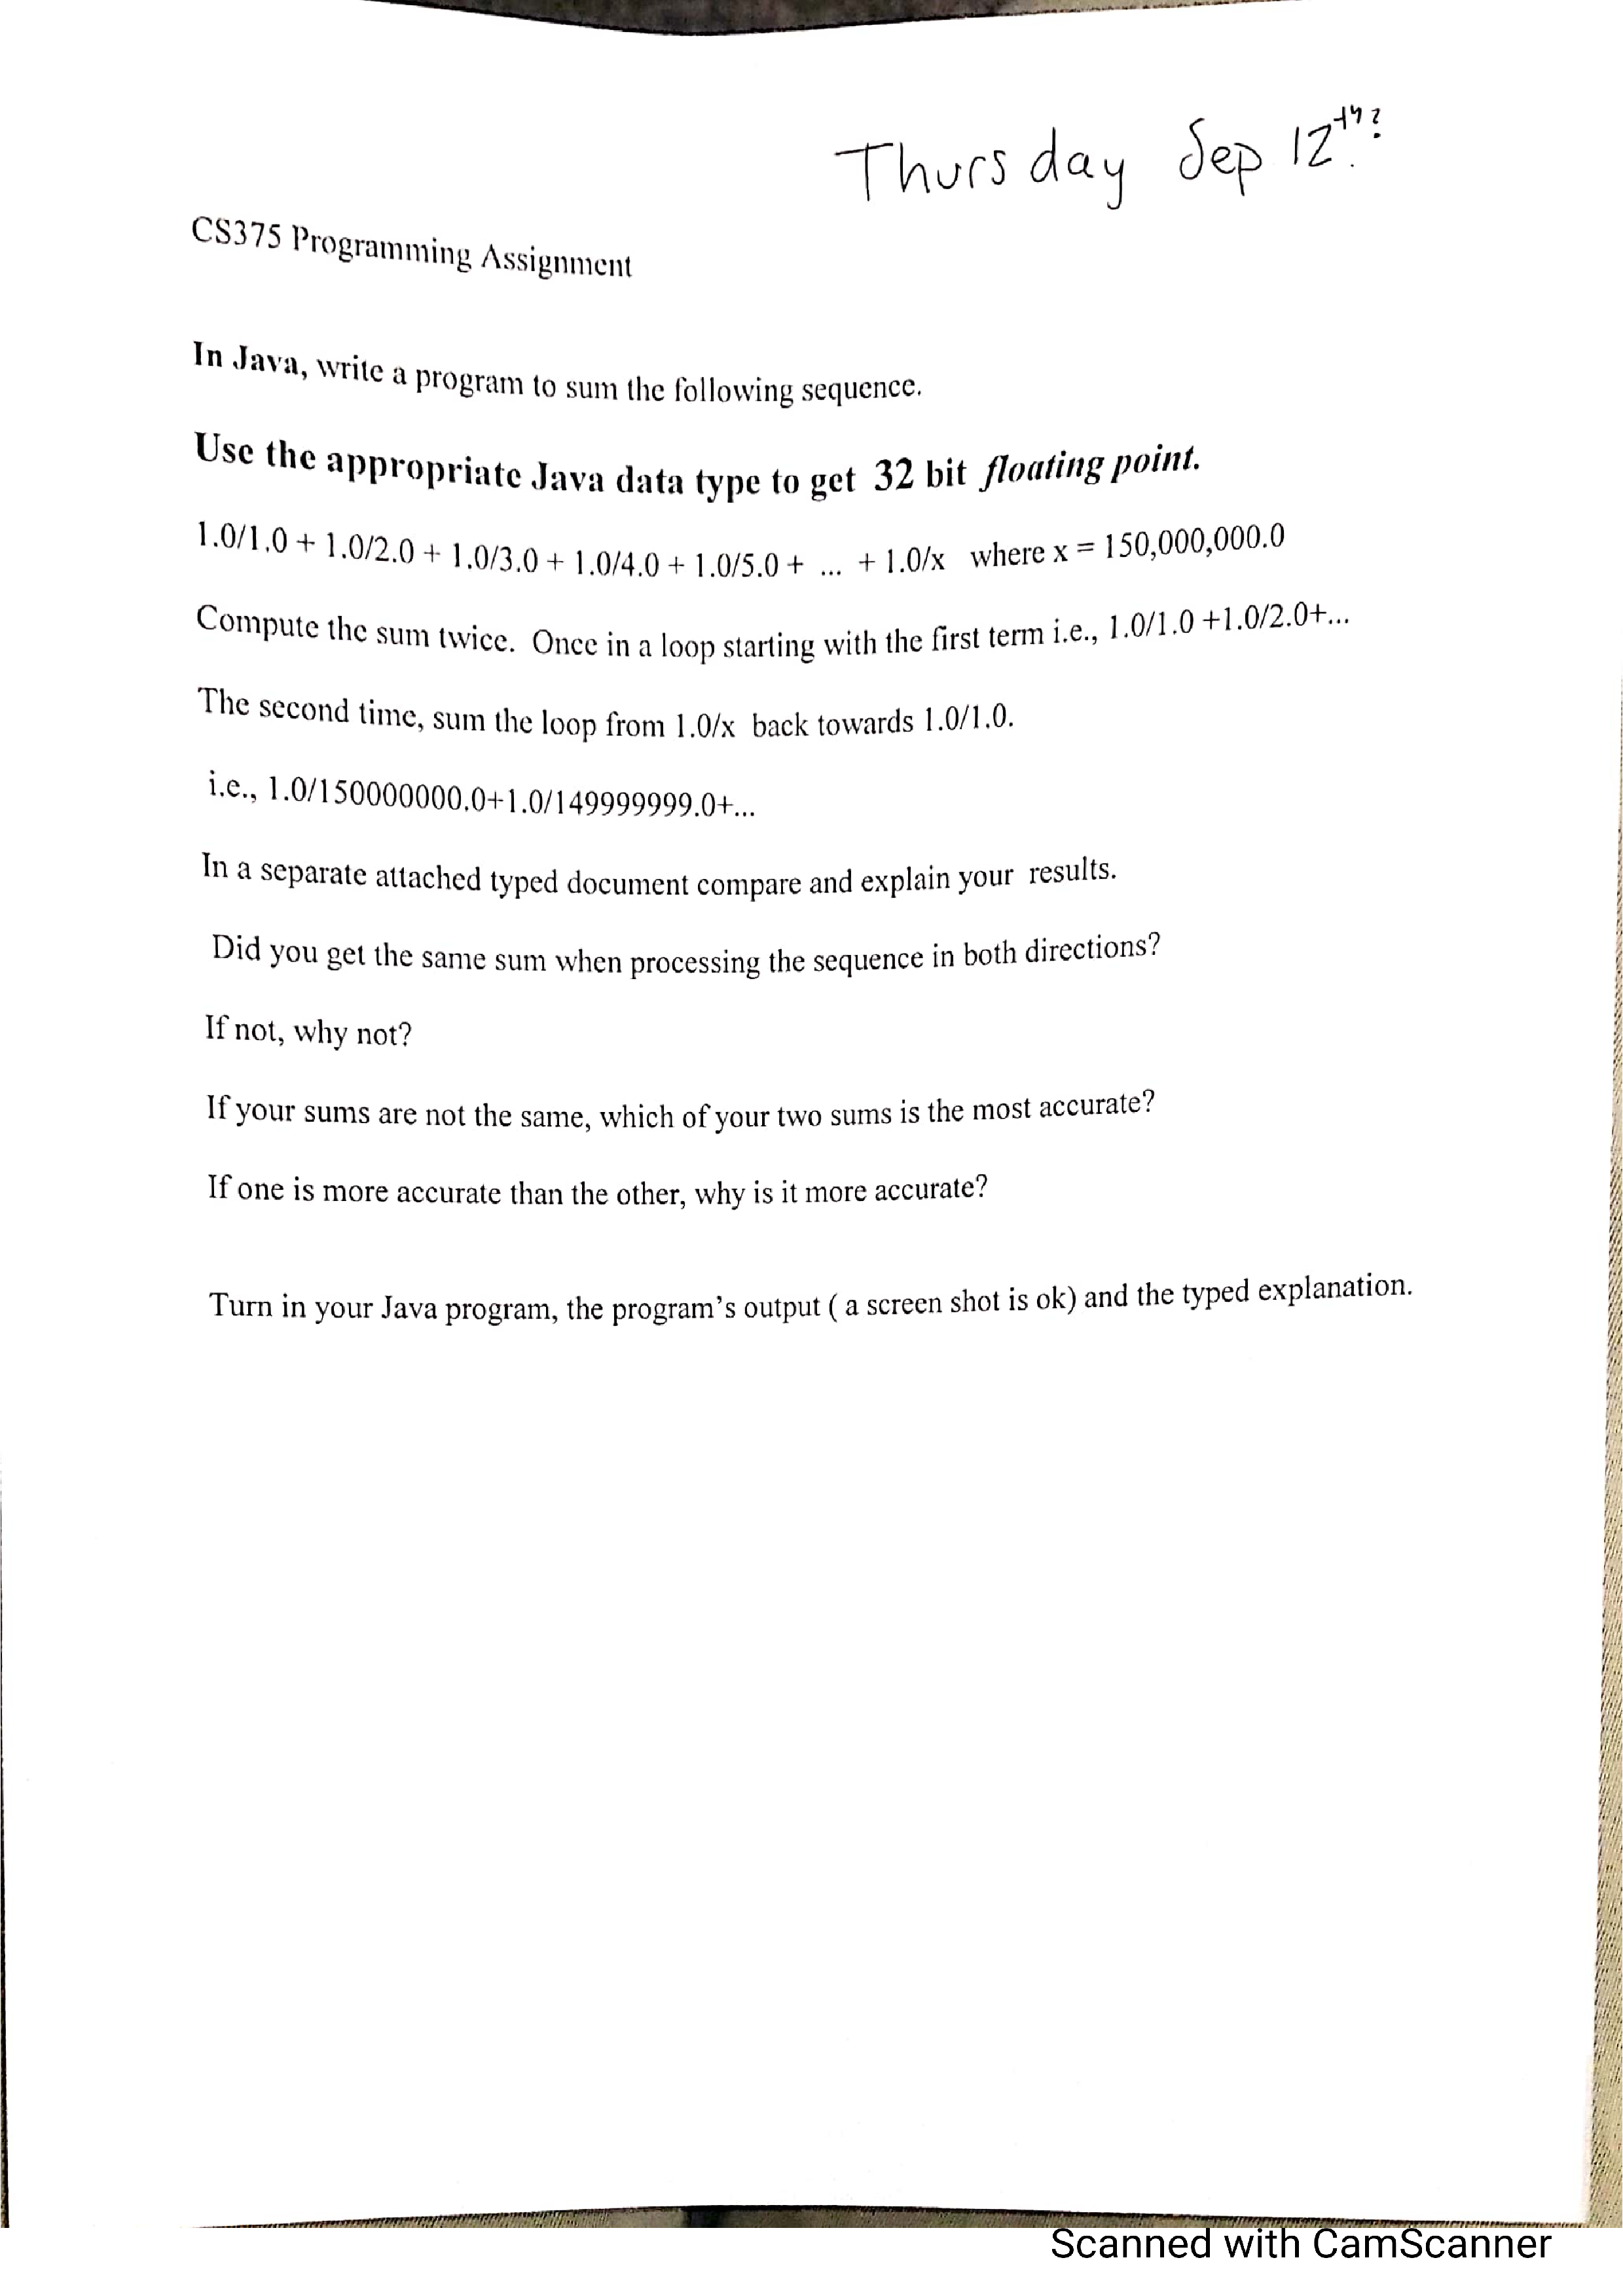 Thursday Sep 12th?
CS375 Programming Assignment
In Java, write a program to sum the following sequence.
Use the appropriate Java data type to get 32 bit floating point.
1.0/1.0 + 1.0/2.0 + 1.0/3.0 + 1.0/4.0 + 1.0/5.0 + ... + 1.0/x where x = 150,000,000.0
Compute the sum twice. Once in a loop starting with the first term i.e., 1.0/1.0 +1.0/2.0+...
The second time, sum the loop from 1.0/x back towards 1.0/1.0.
i.e., 1.0/150000000.0+1.0/149999999.0+...
In a separate attached typed document compare and explain your results.
Did you get the same sum when processing the sequence in both directions?
If not, why not?
If your sums are not the same, which of your two sums is the most accurate?
If one is more accurate than the other, why is it more accurate?
Turn in your Java program, the program's output ( a screen shot is ok) and the typed explanation.
Scanned with CamScanner